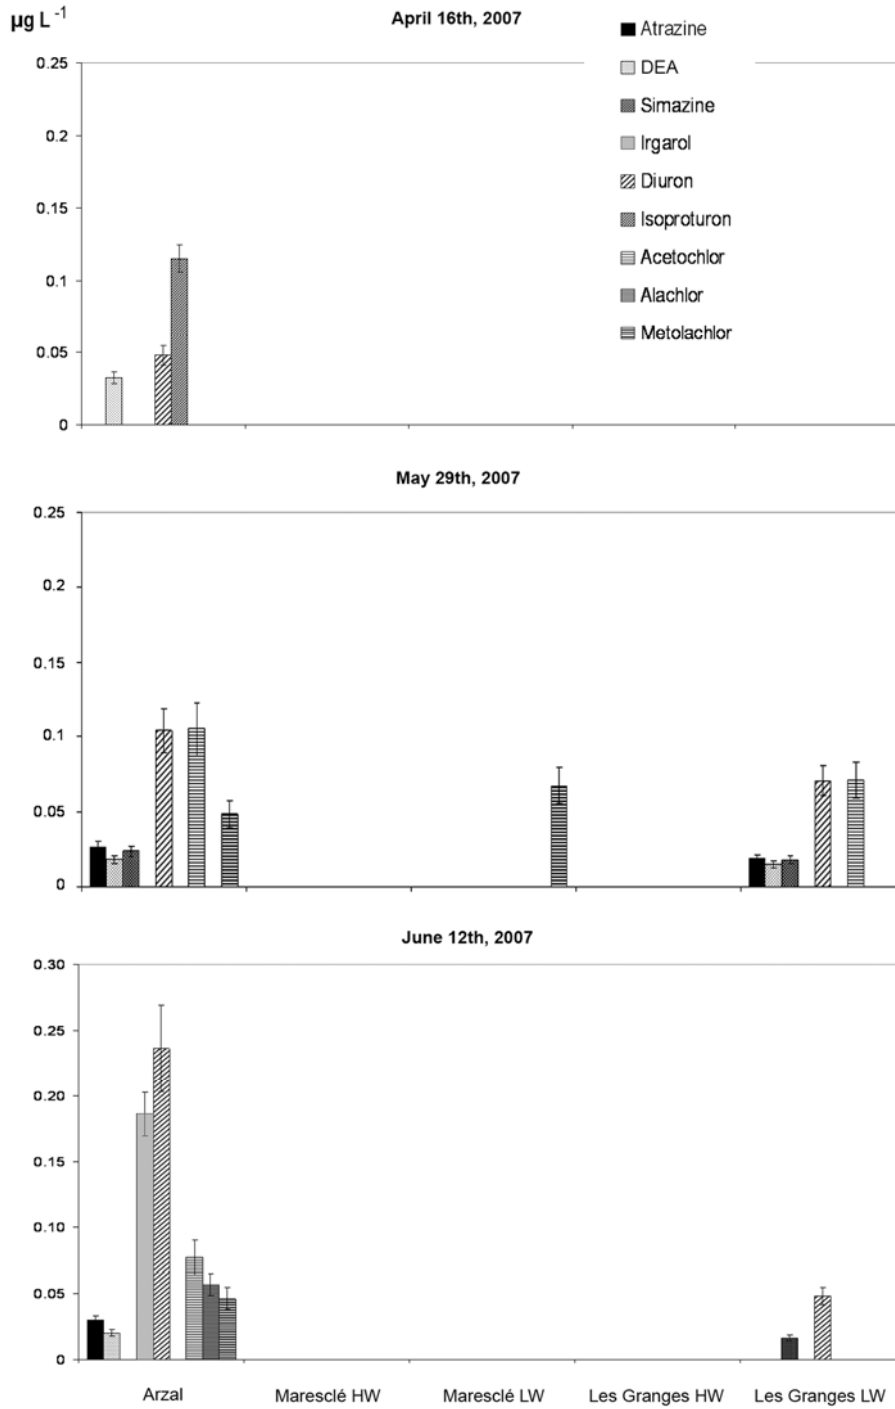 µg L⁻¹
April 16th, 2007
Atrazine
DEA
Simazine
Irgarol
Diuron
Isoproturon
Acetochlor
Alachlor
Metolachlor
0.25
0.2
0.15
0.1
0.05
0
May 29th, 2007
0.25
0.2
0.15
0.1
0.05
0
June 12th, 2007
0.30
0.25
0.20
0.15
0.10
0.05
0
Arzal Maresclé HW Maresclé LW Les Granges HW Les Granges LW